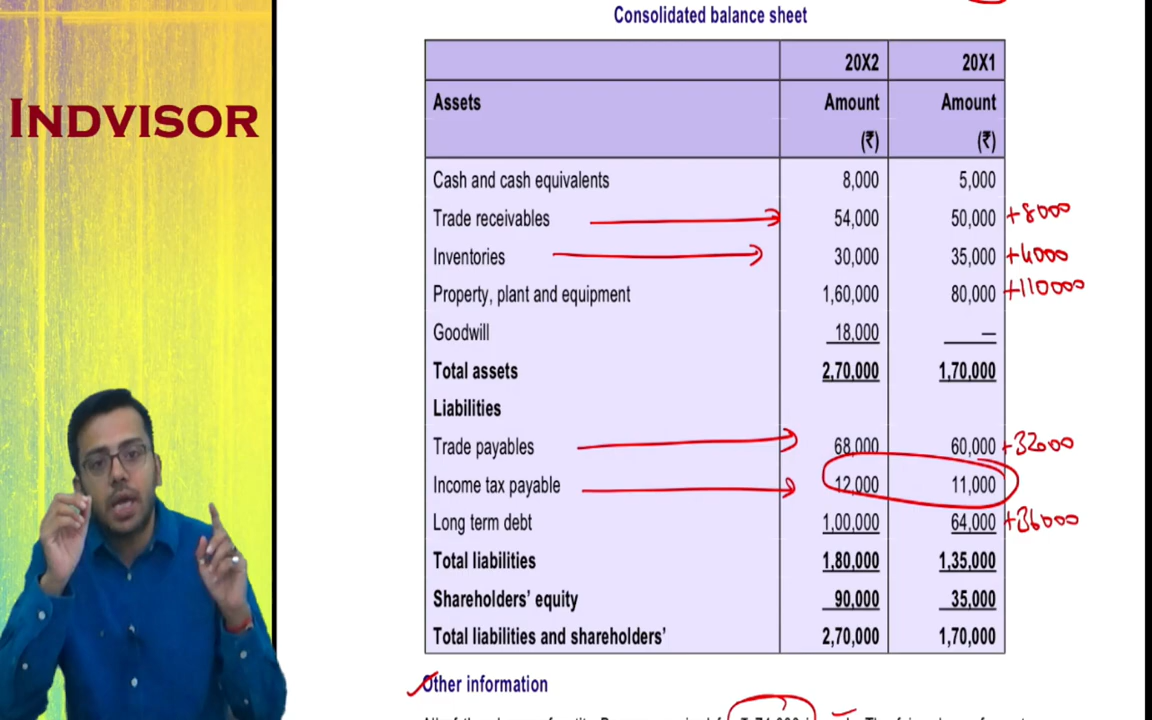 INDVISOR
Consolidated balance sheet
20X2 20X1
Assets Amount Amount
(₹) (₹)
Cash and cash equivalents 8,000 5,000
Trade receivables 54,000 50,000 +8000
Inventories 30,000 35,000 +4000
Property, plant and equipment 1,60,000 80,000 +110000
Goodwill 18,000 —
Total assets 2,70,000 1,70,000
Liabilities
Trade payables 68,000 60,000 +32000
Income tax payable 12,000 11,000
Long term debt 1,00,000 64,000 +36000
Total liabilities 1,80,000 1,35,000
Shareholders' equity 90,000 35,000
Total liabilities and shareholders' 2,70,000 1,70,000
Other information